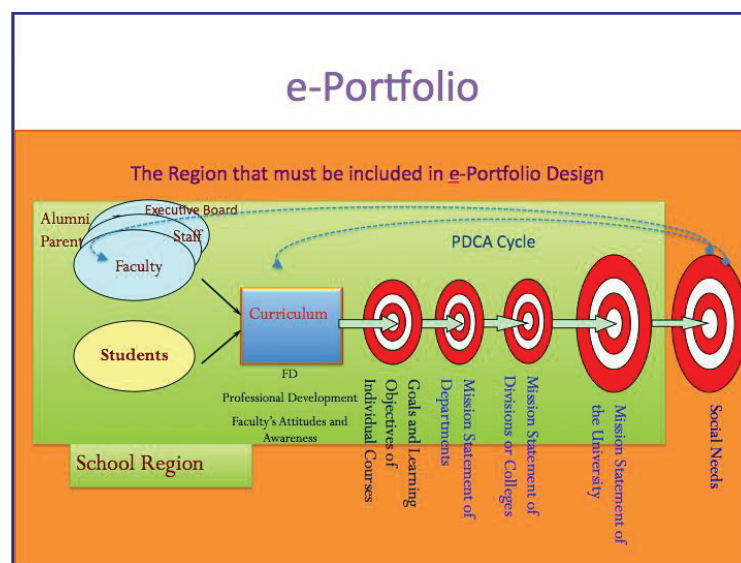 e-Portfolio
The Region that must be included in e-Portfolio Design
Alumni
Executive Board
Parent
Staff
Faculty
PDCA Cycle
Students
Curriculum
FD
Professional Development
Faculty's Attitudes and
Awareness
School Region
Goals and Learning
Objectives of
Individual Courses
Mission Statement of
Departments
Mission Statement of
Divisions or Colleges
Mission Statement of
the University
Social Needs